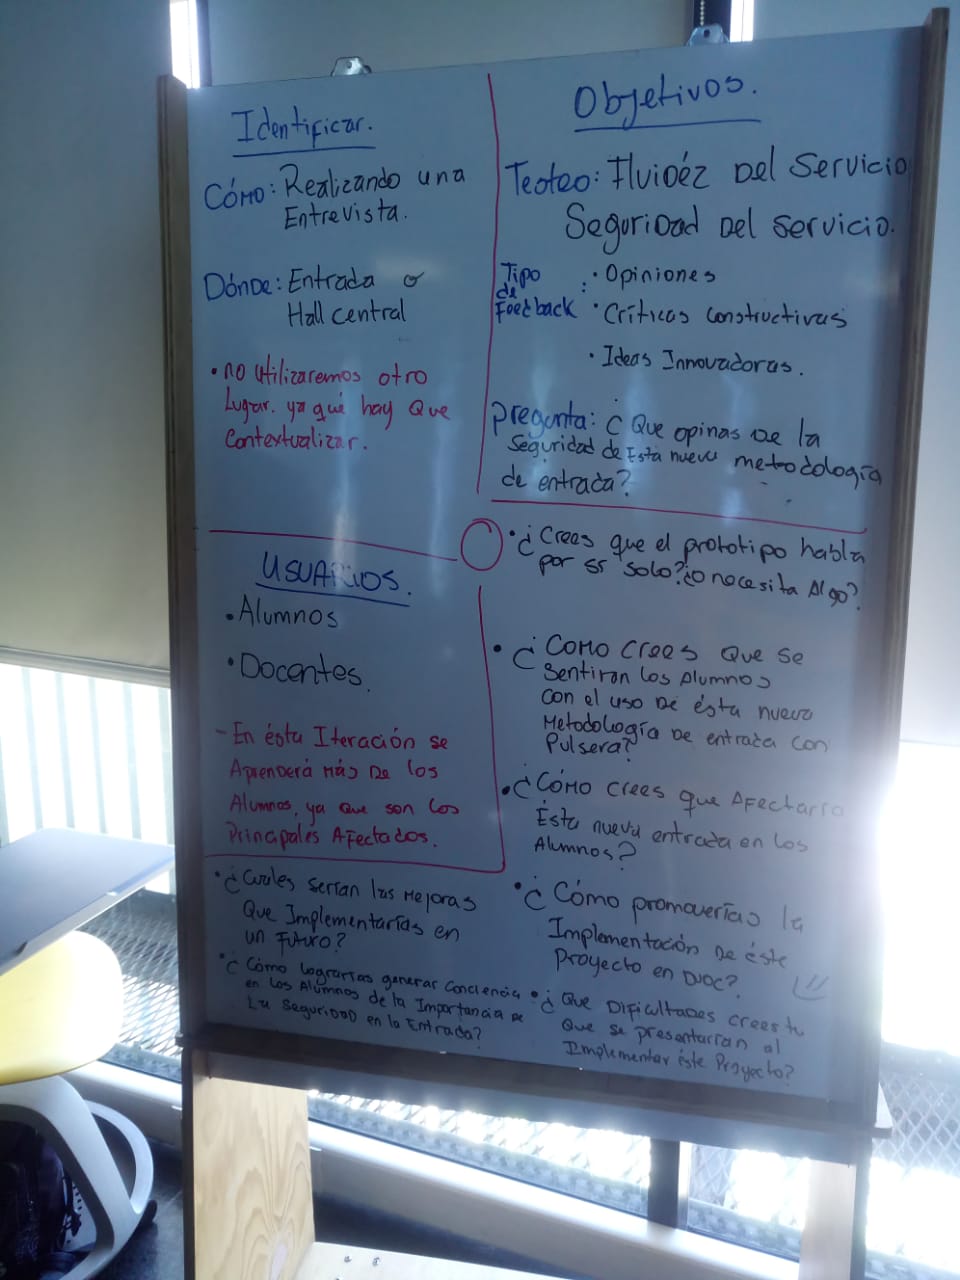 Identificar.
Cómo: Realizando una
Entrevista.
Dónde: Entrada o
Hall central
• no utilizaremos otro
Lugar. ya qué hay Que
contextualizar.
Objetivos.
Testeo: Fluidéz Del Servicio
Seguridad Del Servicio.
Tipo
de
Feedback
: • Opiniones
• Críticas constructivas
• Ideas Innovadoras.
pregunta: ¿ Que opinas De la
Seguridad de Esta nueva metodología
de entrada?
• ¿ Crees que el prototipo habla
por si solo? ¿o necesita Algo?
• ¿ Como crees Que se
Sentiran los Alumnos
con el uso De ésta nueva
Metodología De entrada con
Pulsera?
• ¿ Cómo crees que Afectaría
Ésta nueva entrada en los
Alumnos?
• ¿ Cómo promoverías la
Implementación De éste
Proyecto en Duoc?
• ¿ Que Dificultades crees tu
Que se presentarían al
Implementar éste Proyecto?
Usuarios.
• Alumnos
• Docentes.
- En ésta Iteración se
Aprenderá más De los
Alumnos, ya que son los
Principales Afectados.
• ¿ Cuales serían las Mejoras
Que Implementarías en
un Futuro?
• ¿ Cómo lograrías generar Conciencia
en los Alumnos de la Importancia De
La Seguridad en la Entrada?